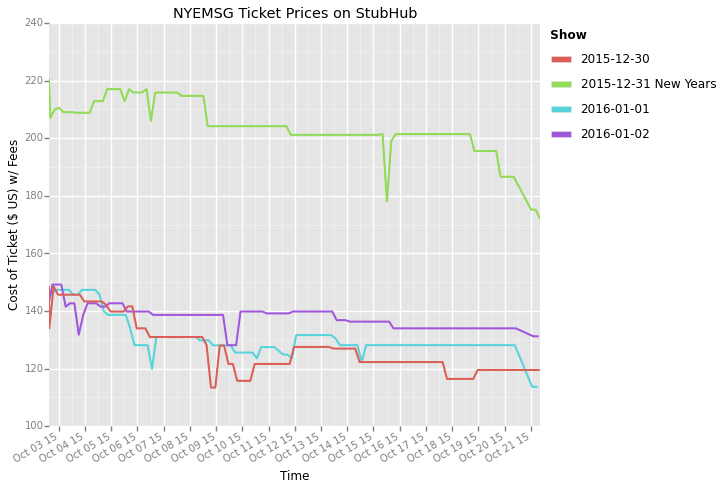 NYEMSG Ticket Prices on StubHub
240
220
200
180
160
140
120
100
Cost of Ticket ($ US) w/ Fees
Oct 03 15
Oct 04 15
Oct 05 15
Oct 06 15
Oct 07 15
Oct 08 15
Oct 09 15
Oct 10 15
Oct 11 15
Oct 12 15
Oct 13 15
Oct 14 15
Oct 15 15
Oct 16 15
Oct 17 15
Oct 18 15
Oct 19 15
Oct 20 15
Oct 21 15
Time
Show
2015-12-30
2015-12-31 New Years
2016-01-01
2016-01-02